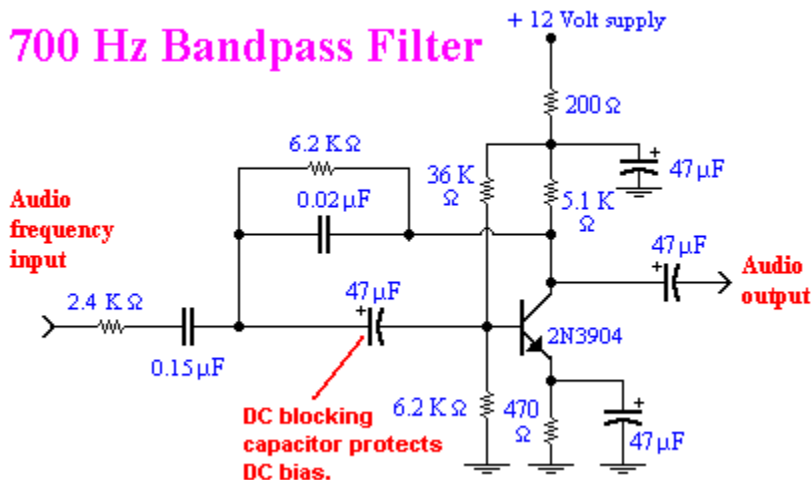 700 Hz Bandpass Filter
+ 12 Volt supply
200 Ω
6.2 K Ω
36 K
Ω
+
47µF
0.02µF
5.1 K
Ω
Audio
frequency
input
47µF
+
Audio
output
2.4 K Ω
47µF
+
2N3904
0.15µF
DC blocking
capacitor protects
DC bias.
6.2 K Ω
470
Ω
+
47µF